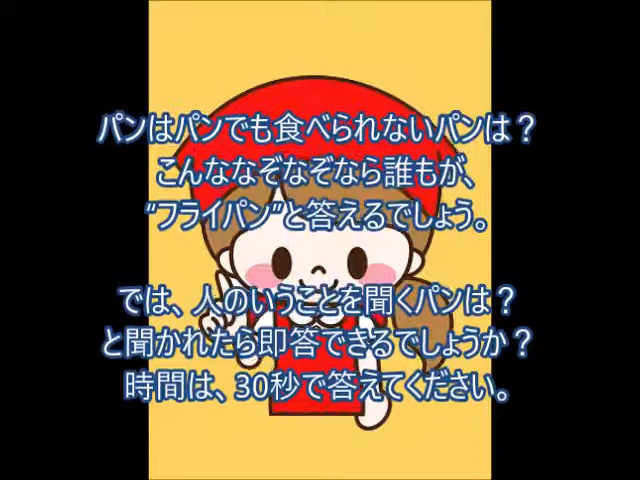 パンはパンでも食べられないパンは？
こんななぞなぞなら誰もが、
“フライパン”と答えるでしょう。
では、人のいうことを聞くパンは？
と聞かれたら即答できるでしょうか？
時間は、30秒で答えてください。